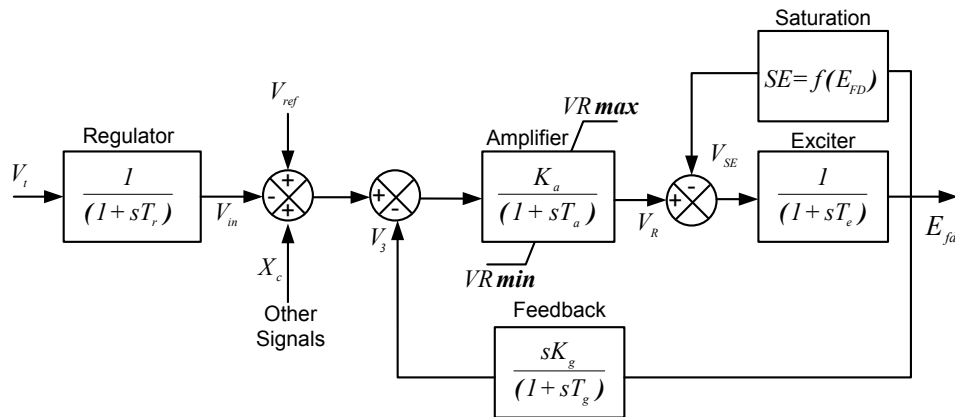 Saturation
SE= f(E_FD)
V_ref
VR max
Regulator
Amplifier
V_SE
Exciter
V_t
1
(1+sT_r)
V_in
+
-
+
+
-
K_a
(1+sT_a)
V_R
-
+
1
(1+sT_e)
E_fd
V_3
X_c
VR min
Other
Signals
Feedback
sK_g
(1+sT_g)